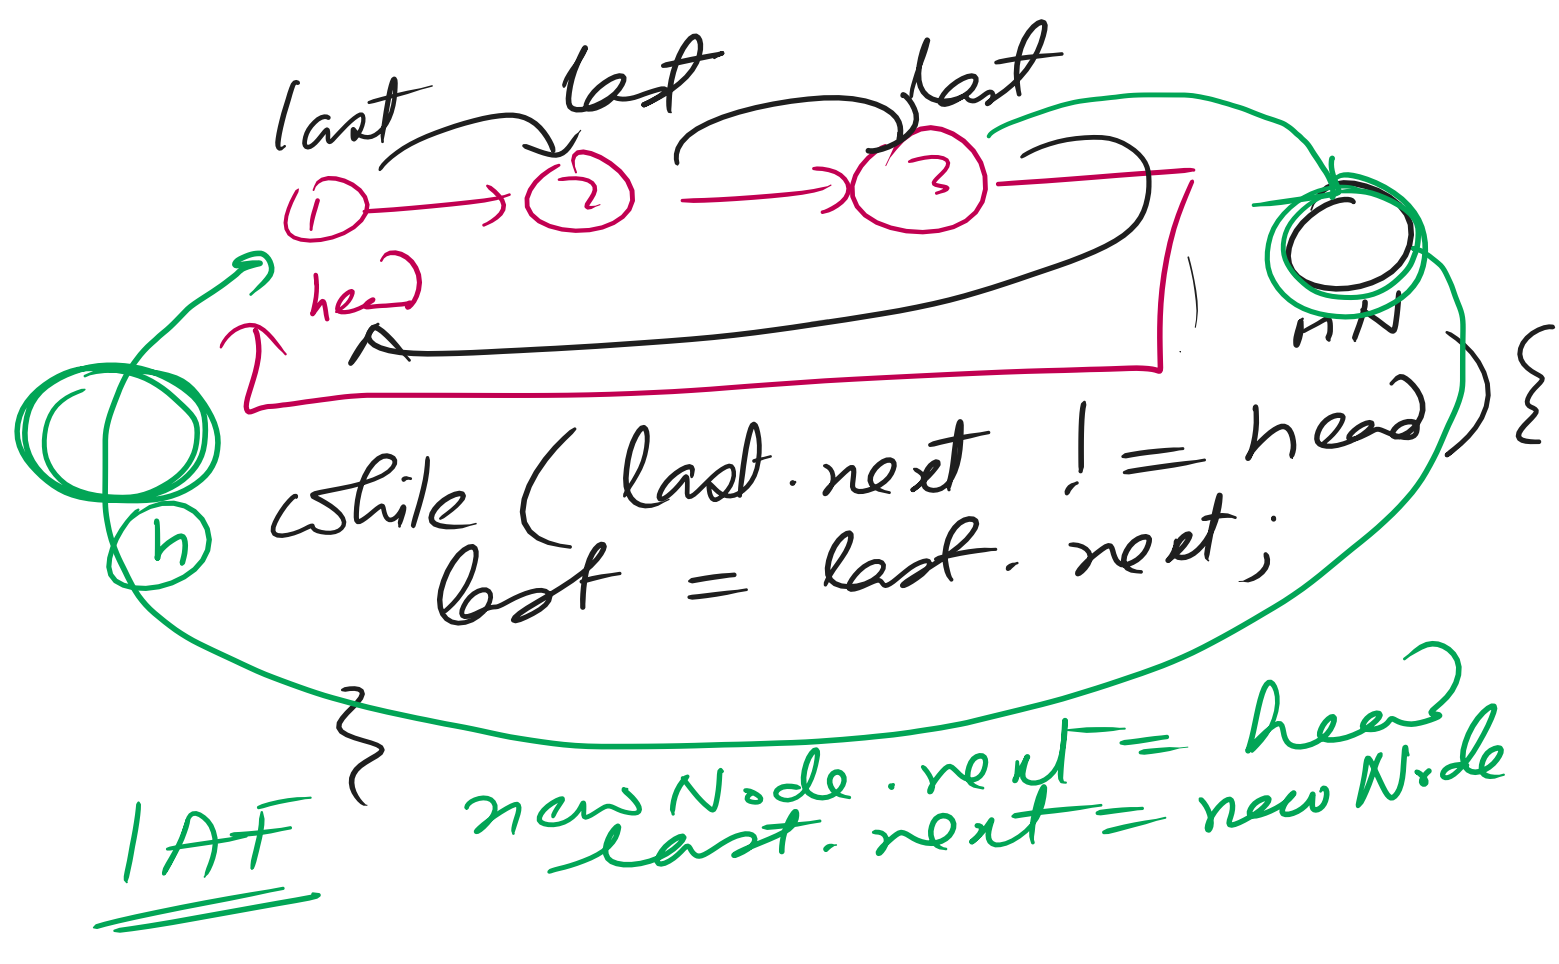 last last last
1 2 3
head
nN
while (last.next != head) {
last = last.next;
h
}
newNode.next = head
last.next = newNode
IAF